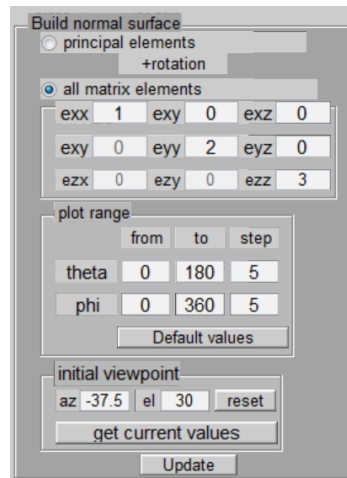 Build normal surface
principal elements
+rotation
all matrix elements
exx 1 exy 0 exz 0
exy 0 eyy 2 eyz 0
ezx 0 ezy 0 ezz 3
plot range
from to step
theta 0 180 5
phi 0 360 5
Default values
initial viewpoint
az -37.5 el 30 reset
get current values
Update